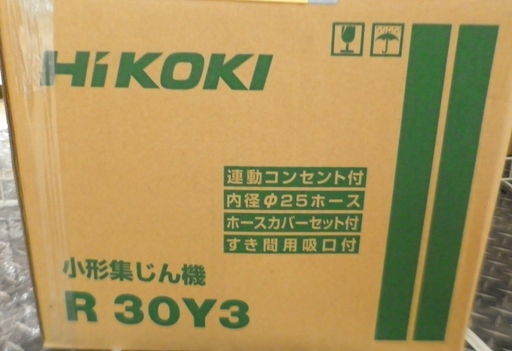 HiKOKI
連動コンセント付
内径φ25ホース
ホースカバーセット付
すき間用吸口付
小形集じん機
R 30Y3